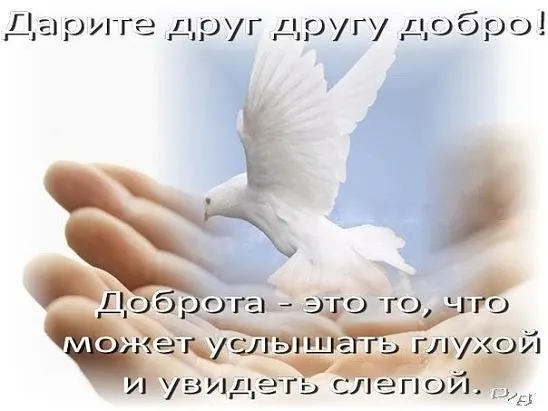 Дарите друг другу добро!
Доброта - это то, что
может услышать глухой
и увидеть слепой.